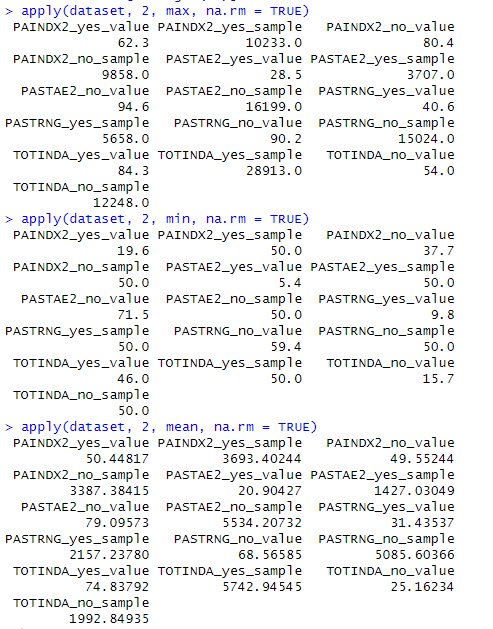 > apply(dataset, 2, max, na.rm = TRUE)
PAINDX2_yes_value PAINDX2_yes_sample PAINDX2_no_value
62.3 10233.0 80.4
PAINDX2_no_sample PASTAE2_yes_value PASTAE2_yes_sample
9858.0 28.5 3707.0
PASTAE2_no_value PASTAE2_no_sample PASTRNG_yes_value
94.6 16199.0 40.6
PASTRNG_yes_sample PASTRNG_no_value PASTRNG_no_sample
5658.0 90.2 15024.0
TOTINDA_yes_value TOTINDA_yes_sample TOTINDA_no_value
84.3 28913.0 54.0
TOTINDA_no_sample
12248.0
> apply(dataset, 2, min, na.rm = TRUE)
PAINDX2_yes_value PAINDX2_yes_sample PAINDX2_no_value
19.6 50.0 37.7
PAINDX2_no_sample PASTAE2_yes_value PASTAE2_yes_sample
50.0 5.4 50.0
PASTAE2_no_value PASTAE2_no_sample PASTRNG_yes_value
71.5 50.0 9.8
PASTRNG_yes_sample PASTRNG_no_value PASTRNG_no_sample
50.0 59.4 50.0
TOTINDA_yes_value TOTINDA_yes_sample TOTINDA_no_value
46.0 50.0 15.7
TOTINDA_no_sample
50.0
> apply(dataset, 2, mean, na.rm = TRUE)
PAINDX2_yes_value PAINDX2_yes_sample PAINDX2_no_value
50.44817 3693.40244 49.55244
PAINDX2_no_sample PASTAE2_yes_value PASTAE2_yes_sample
3387.38415 20.90427 1427.03049
PASTAE2_no_value PASTAE2_no_sample PASTRNG_yes_value
79.09573 5534.20732 31.43537
PASTRNG_yes_sample PASTRNG_no_value PASTRNG_no_sample
2157.23780 68.56585 5085.60366
TOTINDA_yes_value TOTINDA_yes_sample TOTINDA_no_value
74.83792 5742.94545 25.16234
TOTINDA_no_sample
1992.84935